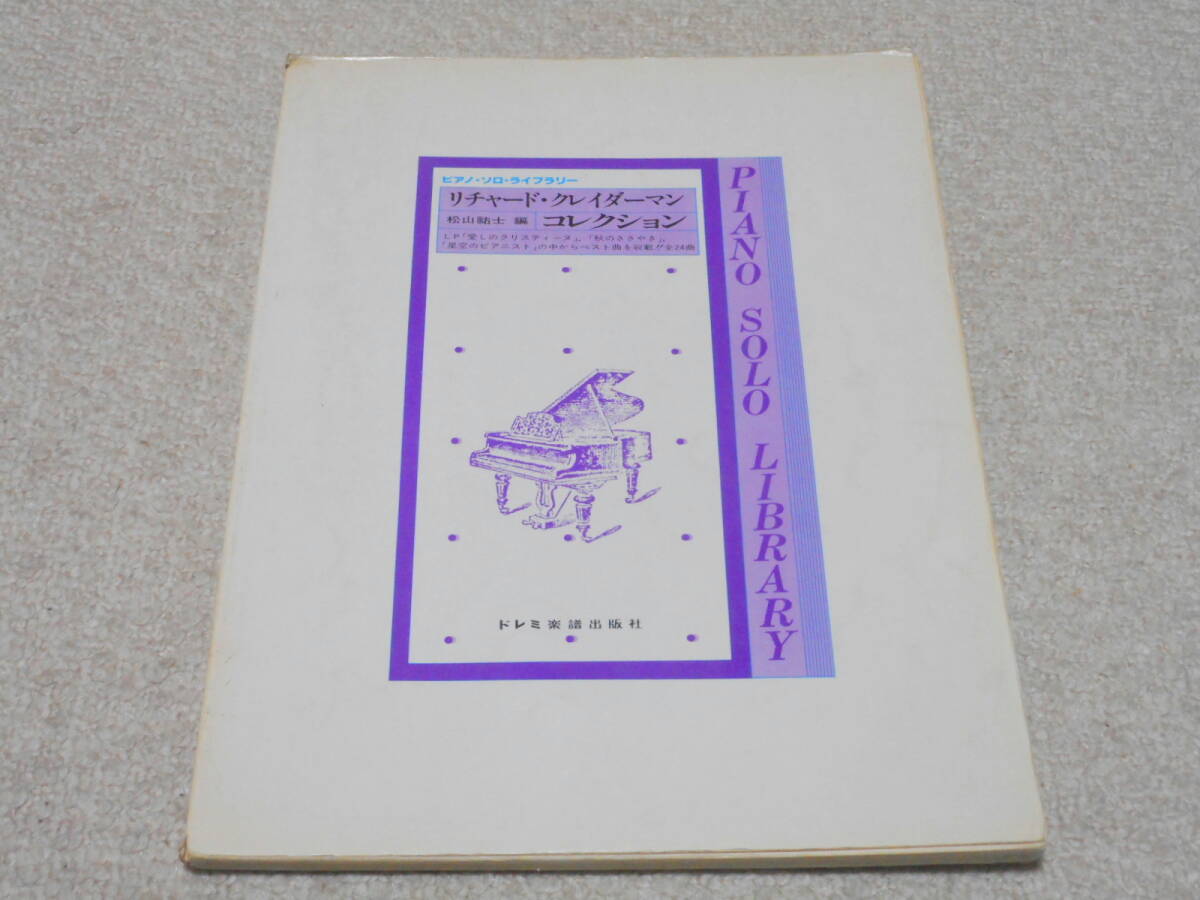 ピアノ・ソロ・ライブラリー
リチャード・クレイダーマン
松山祐士 編 コレクション
LP「愛しのクリスティーヌ」、「秋のささやき」、
「星空のピアニスト」の中からベスト曲を収載!!全24曲
PIANO SOLO LIBRARY
ドレミ楽譜出版社